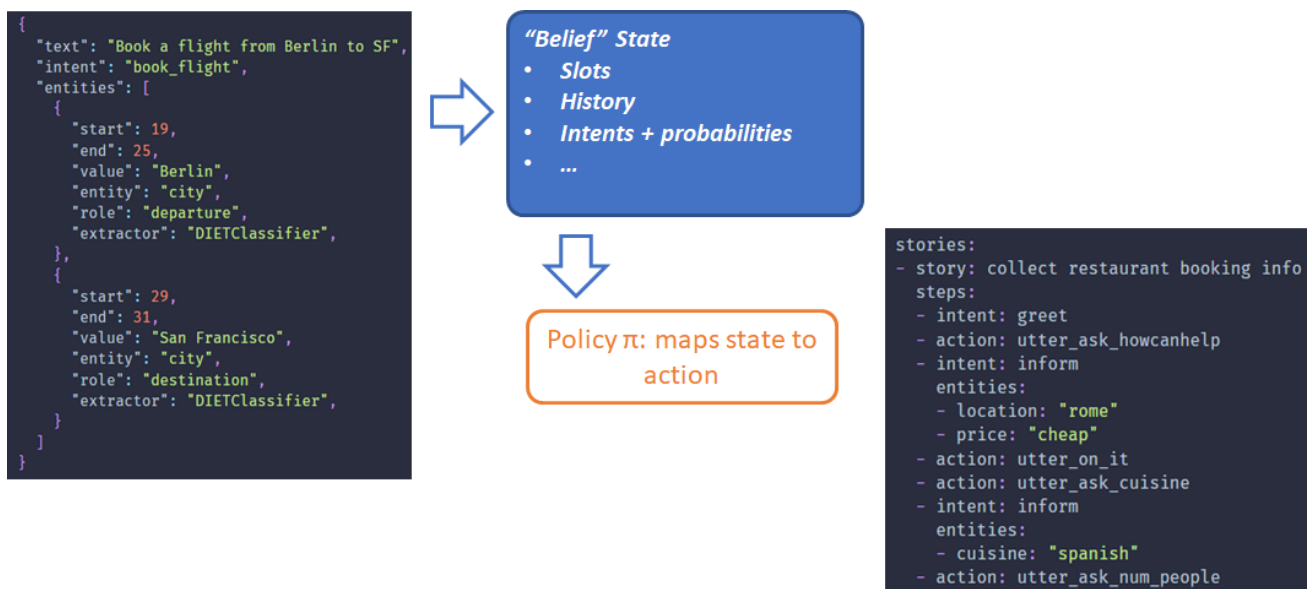 {
"text": "Book a flight from Berlin to SF",
"intent": "book_flight",
"entities": [
{
"start": 19,
"end": 25,
"value": "Berlin",
"entity": "city",
"role": "departure",
"extractor": "DIETClassifier",
},
{
"start": 29,
"end": 31,
"value": "San Francisco",
"entity": "city",
"role": "destination",
"extractor": "DIETClassifier",
}
]
}
“Belief” State
• Slots
• History
• Intents + probabilities
• ...
Policy π: maps state to
action
stories:
- story: collect restaurant booking info
steps:
- intent: greet
- action: utter_ask_howcanhelp
- intent: inform
entities:
- location: "rome"
- price: "cheap"
- action: utter_on_it
- action: utter_ask_cuisine
- intent: inform
entities:
- cuisine: "spanish"
- action: utter_ask_num_people